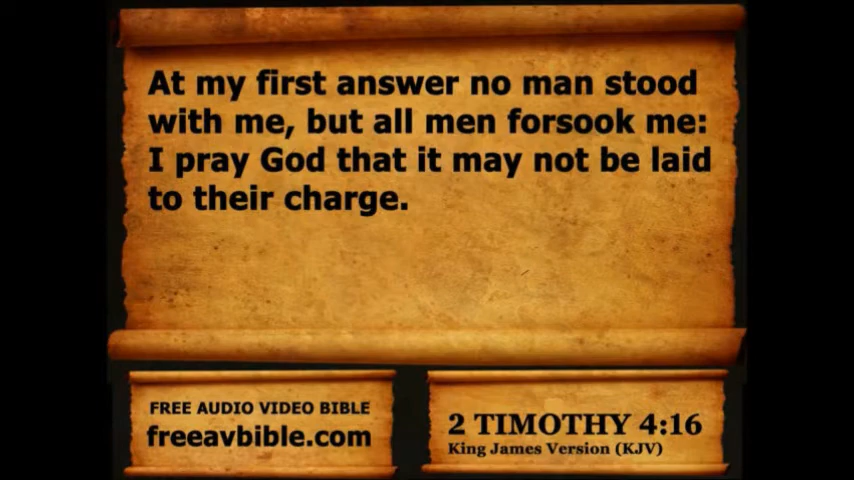 At my first answer no man stood
with me, but all men forsook me:
I pray God that it may not be laid
to their charge.
FREE AUDIO VIDEO BIBLE
freeavbible.com
2 TIMOTHY 4:16
King James Version (KJV)